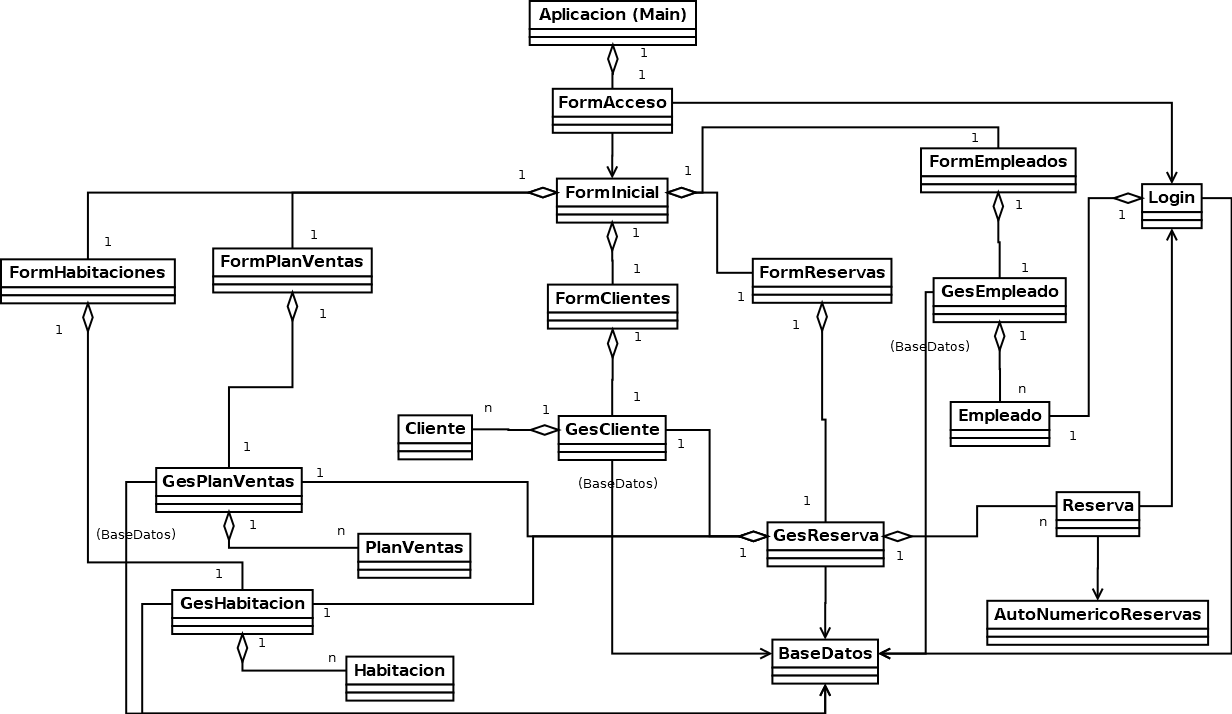 Aplicacion (Main)
1
1
FormAcceso
1
FormEmpleados
1
1
FormInicial
Login
1
1
1
1
1
FormHabitaciones
FormPlanVentas
1
FormClientes
1
FormReservas
1
1
GesEmpleado
1
1
1
1
1
(BaseDatos)
1
n
1
n
1
Cliente
GesCliente
1
Empleado
1
1
GesPlanVentas
1
(BaseDatos)
1
Reserva
n
1
n
(BaseDatos)
PlanVentas
GesReserva
1
1
1
GesHabitacion
1
AutoNumericoReservas
1
n
Habitacion
BaseDatos